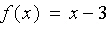 f(x) = x − 3